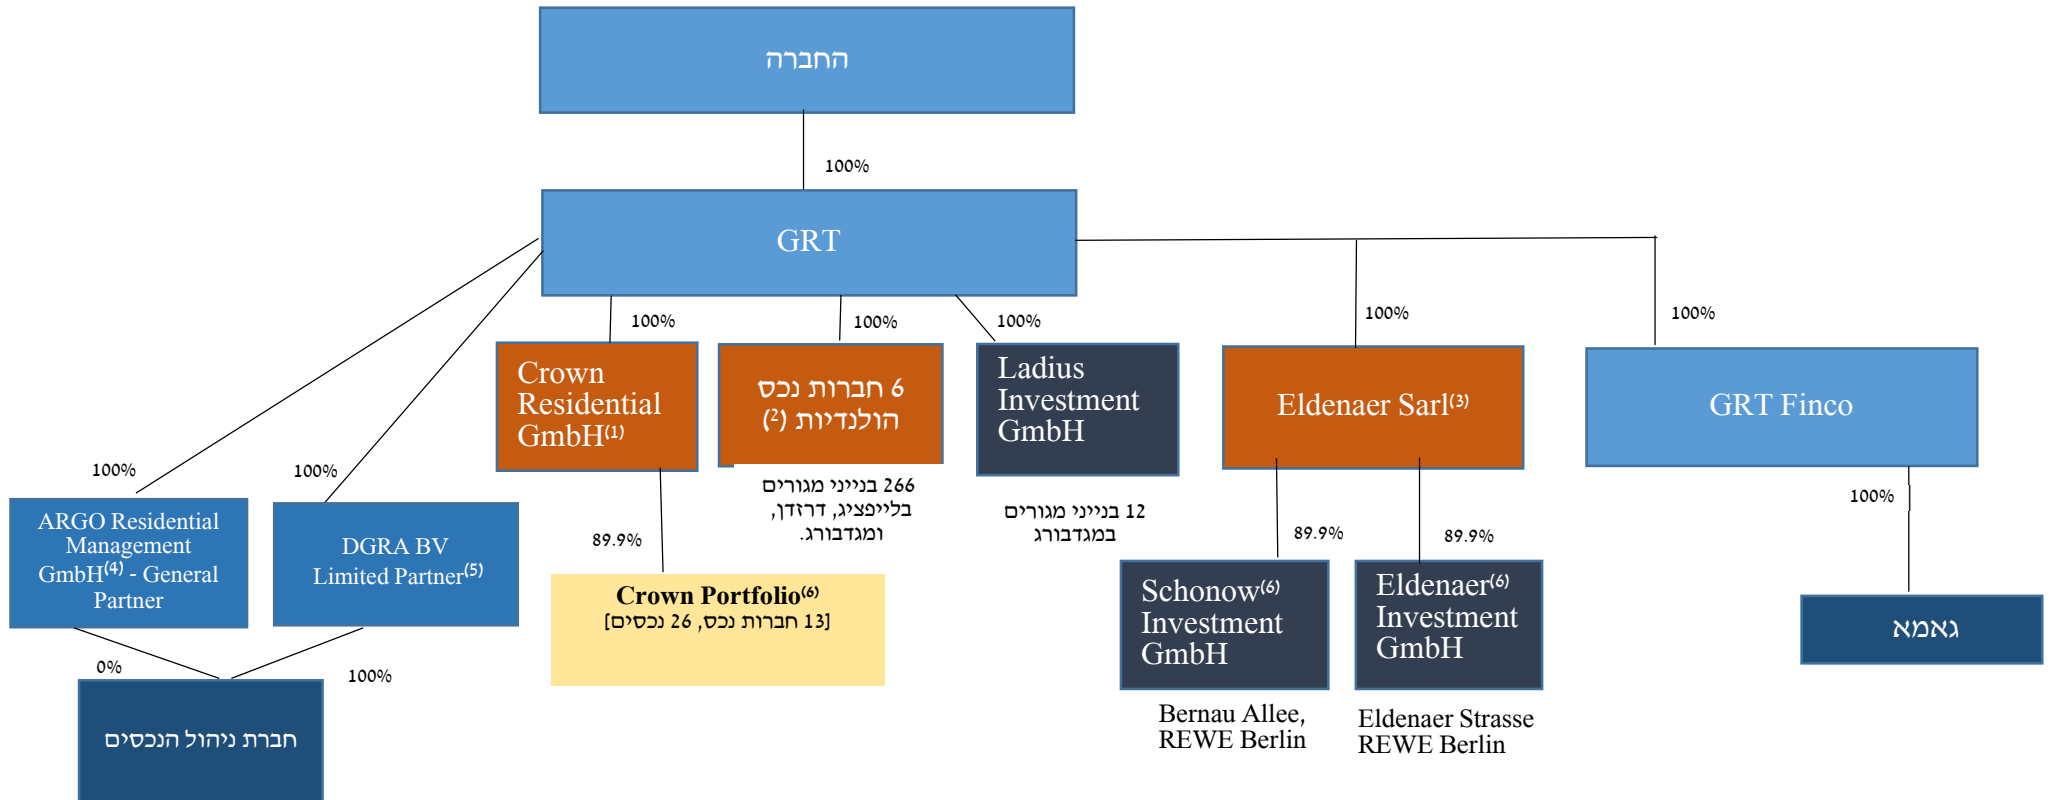 החברה
100%
GRT
100%
100%
100%
100%
100%
100%
100%
Crown
Residential
GmbH(1)
6 חברות נכס
הולנדיות (2)
Ladius
Investment
GmbH
Eldenaer Sarl(3)
GRT Finco
ARGO Residential
Management
GmbH(4) - General
Partner
DGRA BV
Limited Partner(5)
266 בנייני מגורים
בלייפציג, דרזדן,
ומגדבורג.
12 בנייני מגורים
במגדבורג
89.9%
89.9%
89.9%
100%
Crown Portfolio(6)
[13 חברות נכס, 26 נכסים]
Schonow(6)
Investment
GmbH
Eldenaer(6)
Investment
GmbH
גאמא
0%
100%
חברת ניהול הנכסים
Bernau Allee,
REWE Berlin
Eldenaer Strasse
REWE Berlin